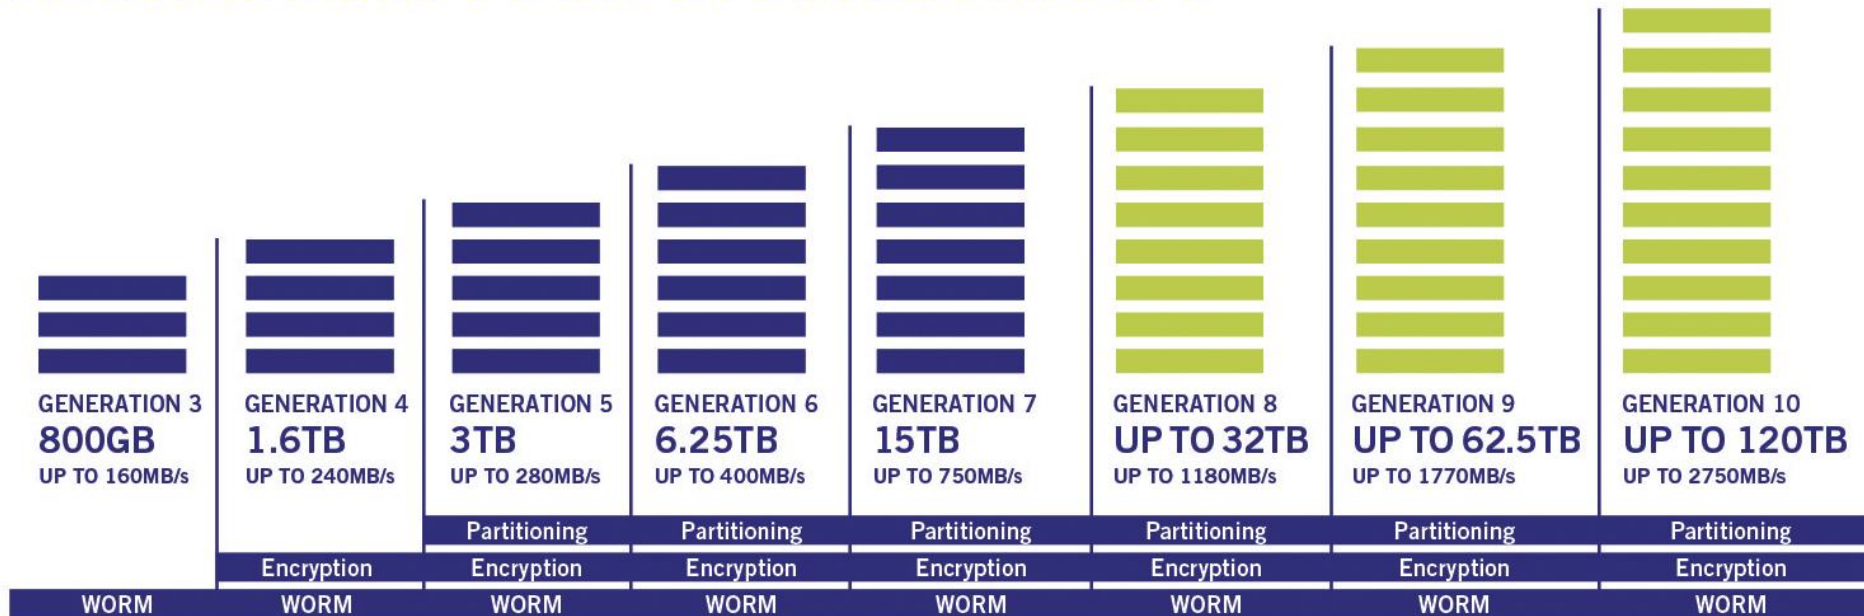 GENERATION 3
800GB
UP TO 160MB/s
GENERATION 4
1.6TB
UP TO 240MB/s
GENERATION 5
3TB
UP TO 280MB/s
GENERATION 6
6.25TB
UP TO 400MB/s
GENERATION 7
15TB
UP TO 750MB/s
GENERATION 8
UP TO 32TB
UP TO 1180MB/s
GENERATION 9
UP TO 62.5TB
UP TO 1770MB/s
GENERATION 10
UP TO 120TB
UP TO 2750MB/s
Partitioning Partitioning Partitioning Partitioning Partitioning Partitioning
Encryption Encryption Encryption Encryption Encryption Encryption Encryption
WORM WORM WORM WORM WORM WORM WORM WORM